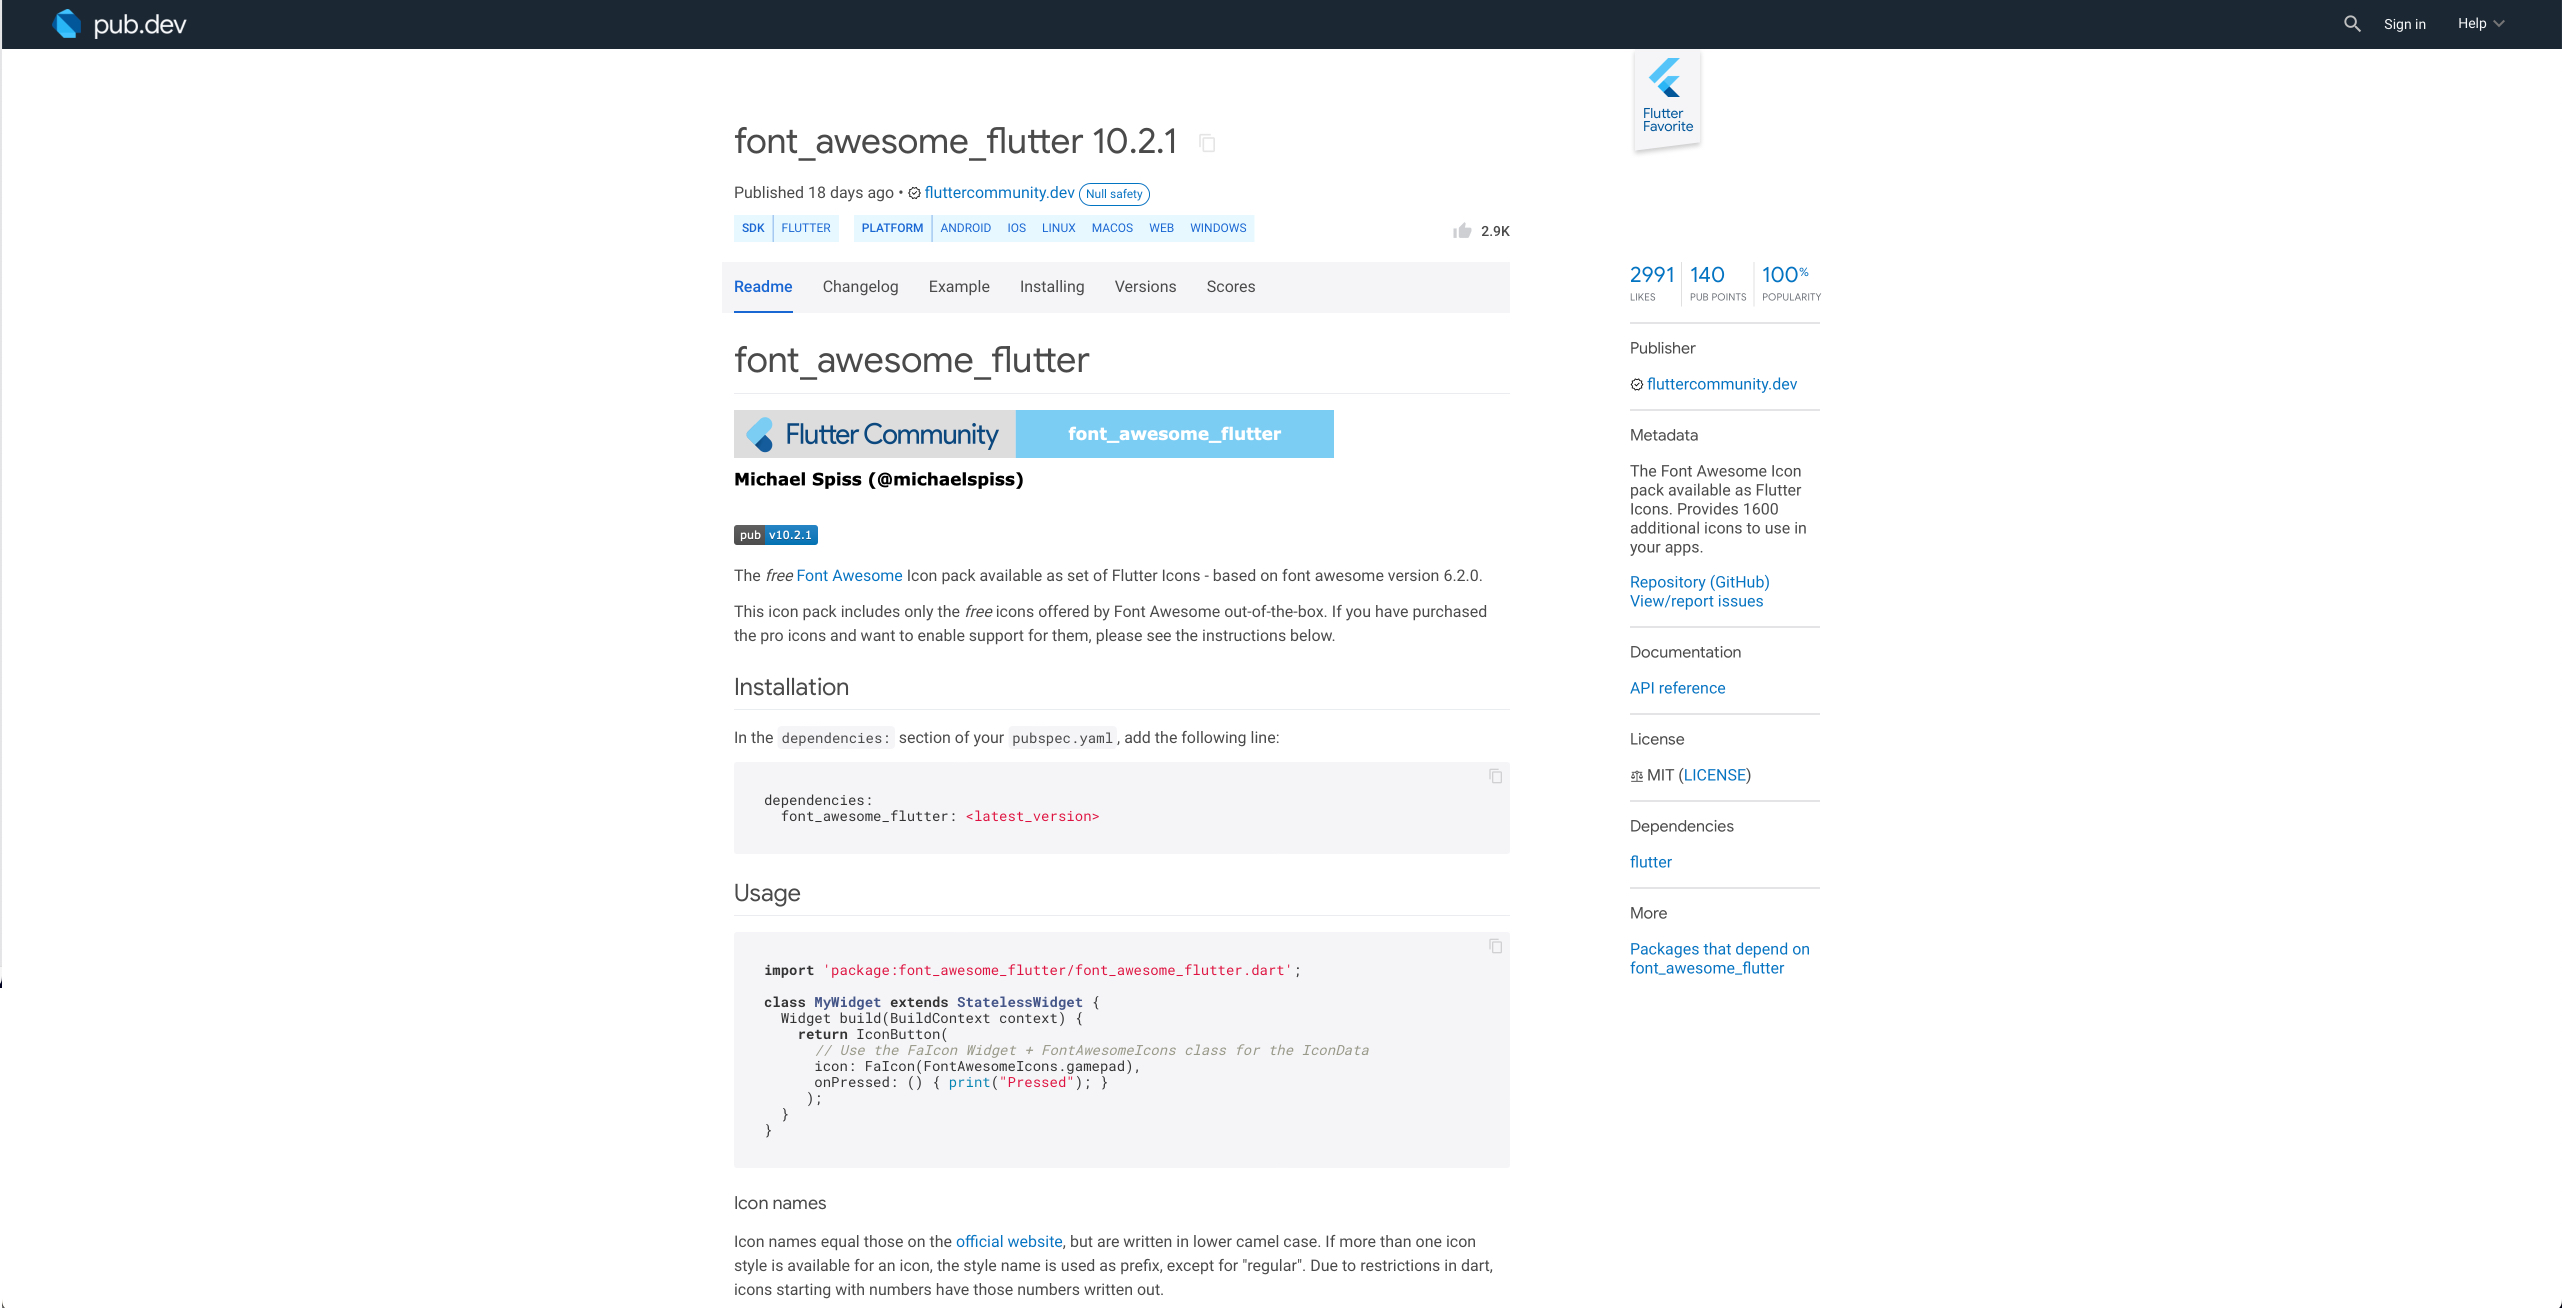 pub.dev
Sign in
Help
Flutter
Favorite
font_awesome_flutter 10.2.1
Published 18 days ago • fluttercommunity.dev Null safety
SDK FLUTTER PLATFORM ANDROID IOS LINUX MACOS WEB WINDOWS
2.9K
Readme Changelog Example Installing Versions Scores
font_awesome_flutter
Flutter Community font_awesome_flutter
Michael Spiss (@michaelspiss)
pub v10.2.1
The free Font Awesome Icon pack available as set of Flutter Icons - based on font awesome version 6.2.0.
This icon pack includes only the free icons offered by Font Awesome out-of-the-box. If you have purchased
the pro icons and want to enable support for them, please see the instructions below.
Installation
In the dependencies: section of your pubspec.yaml, add the following line:
dependencies:
  font_awesome_flutter: <latest_version>
Usage
import 'package:font_awesome_flutter/font_awesome_flutter.dart';
class MyWidget extends StatelessWidget {
  Widget build(BuildContext context) {
    return IconButton(
      // Use the FaIcon Widget + FontAwesomeIcons class for the IconData
      icon: FaIcon(FontAwesomeIcons.gamepad),
      onPressed: () { print("Pressed"); }
     );
  }
}
Icon names
Icon names equal those on the official website, but are written in lower camel case. If more than one icon
style is available for an icon, the style name is used as prefix, except for "regular". Due to restrictions in dart,
icons starting with numbers have those numbers written out.
2991 140 100%
LIKES PUB POINTS POPULARITY
Publisher
fluttercommunity.dev
Metadata
The Font Awesome Icon
pack available as Flutter
Icons. Provides 1600
additional icons to use in
your apps.
Repository (GitHub)
View/report issues
Documentation
API reference
License
MIT (LICENSE)
Dependencies
flutter
More
Packages that depend on
font_awesome_flutter